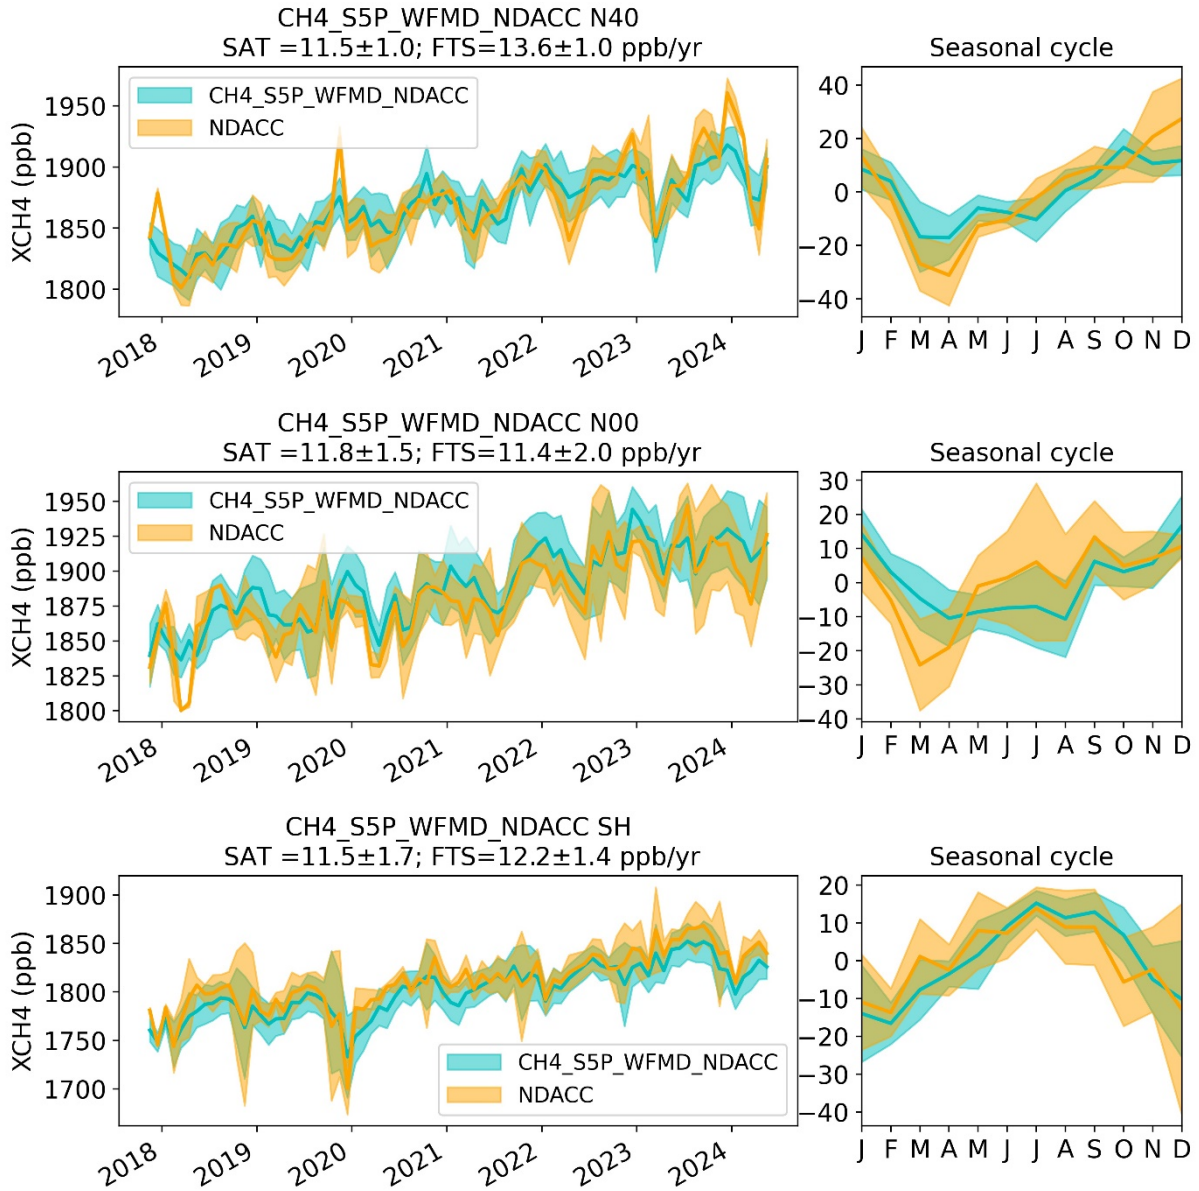 CH4_S5P_WFMD_NDACC N40
SAT =11.5±1.0; FTS=13.6±1.0 ppb/yr
Seasonal cycle
CH4_S5P_WFMD_NDACC
NDACC
XCH4 (ppb)
1950
1900
1850
1800
2018 2019 2020 2021 2022 2023 2024
40
20
0
−20
−40
J F M A M J J A S O N D
CH4_S5P_WFMD_NDACC N00
SAT =11.8±1.5; FTS=11.4±2.0 ppb/yr
Seasonal cycle
CH4_S5P_WFMD_NDACC
NDACC
XCH4 (ppb)
1950
1925
1900
1875
1850
1825
1800
2018 2019 2020 2021 2022 2023 2024
30
20
10
0
−10
−20
−30
−40
J F M A M J J A S O N D
CH4_S5P_WFMD_NDACC SH
SAT =11.5±1.7; FTS=12.2±1.4 ppb/yr
Seasonal cycle
XCH4 (ppb)
1900
1850
1800
1750
1700
CH4_S5P_WFMD_NDACC
NDACC
2018 2019 2020 2021 2022 2023 2024
20
10
0
−10
−20
−30
−40
J F M A M J J A S O N D